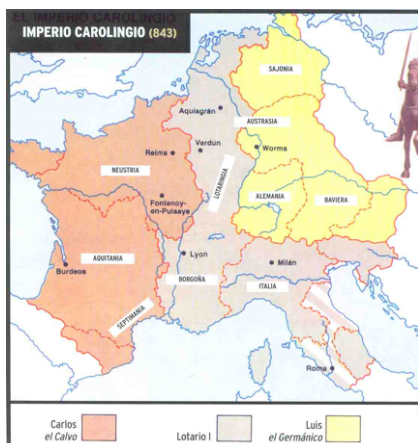 EL IMPERIO CAROLINGIO
IMPERIO CAROLINGIO (843)
SAJONIA
Aquisgrán
AUSTRASIA
Reims
Verdún
Worms
NEUSTRIA
LOTARINGIA
Fontenoy-
en-Puisaye
ALEMANIA
BAVIERA
AQUITANIA
Lyon
Milán
Burdeos
BORGOÑA
ITALIA
SEPTIMANIA
Roma
Carlos
el Calvo
Lotario I
Luis
el Germánico